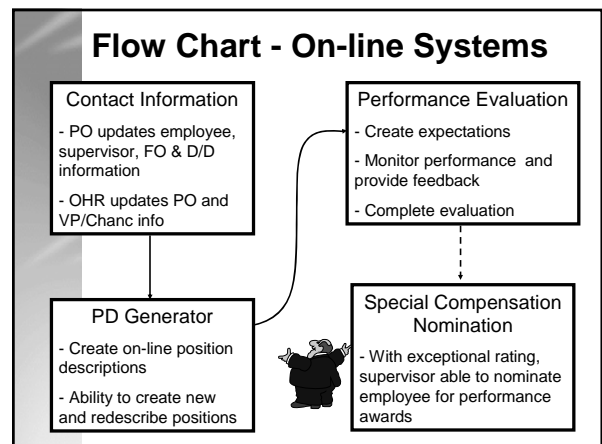 Flow Chart - On-line Systems
Contact Information
- PO updates employee,
supervisor, FO & D/D
information
- OHR updates PO and
VP/Chanc info
PD Generator
- Create on-line position
descriptions
- Ability to create new
and redescribe positions
Performance Evaluation
- Create expectations
- Monitor performance and
provide feedback
- Complete evaluation
Special Compensation
Nomination
- With exceptional rating,
supervisor able to nominate
employee for performance
awards